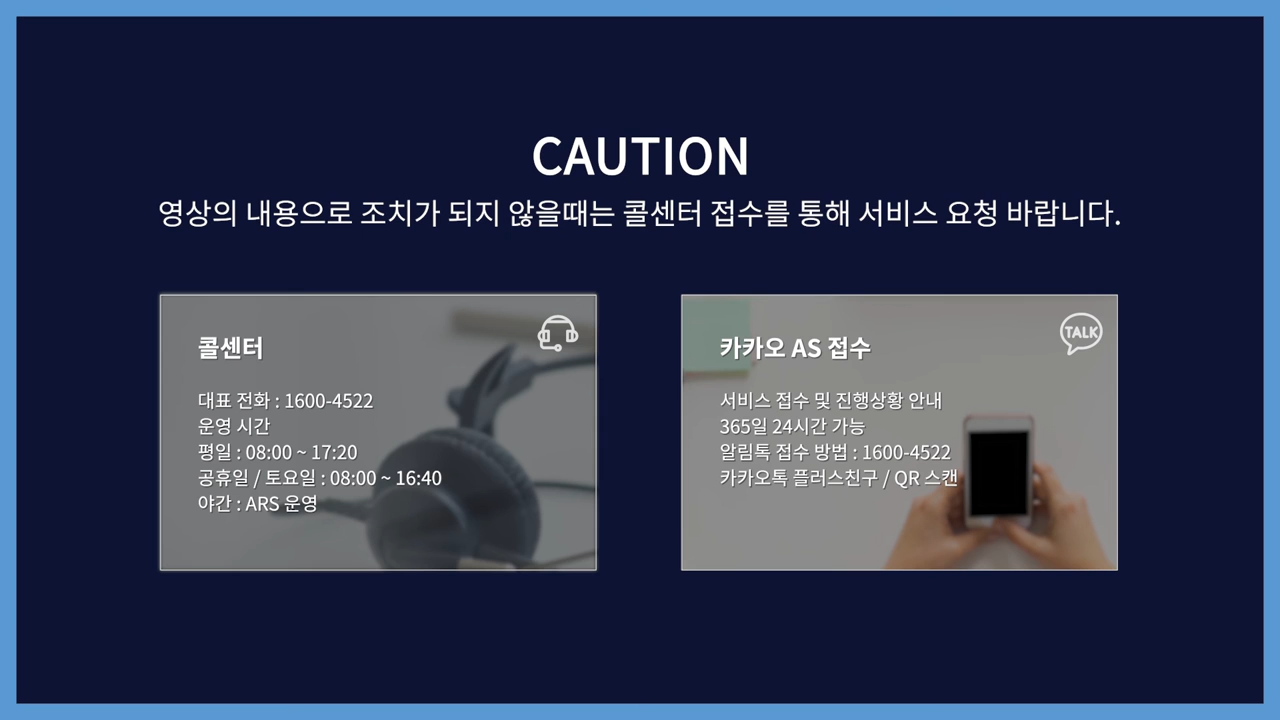 CAUTION
영상의 내용으로 조치가 되지 않을때는 콜센터 접수를 통해 서비스 요청 바랍니다.
콜센터
대표 전화 : 1600-4522
운영 시간
평일 : 08:00 ~ 17:20
공휴일 / 토요일 : 08:00 ~ 16:40
야간 : ARS 운영
TALK
카카오 AS 접수
서비스 접수 및 진행상황 안내
365일 24시간 가능
알림톡 접수 방법 : 1600-4522
카카오톡 플러스친구 / QR 스캔